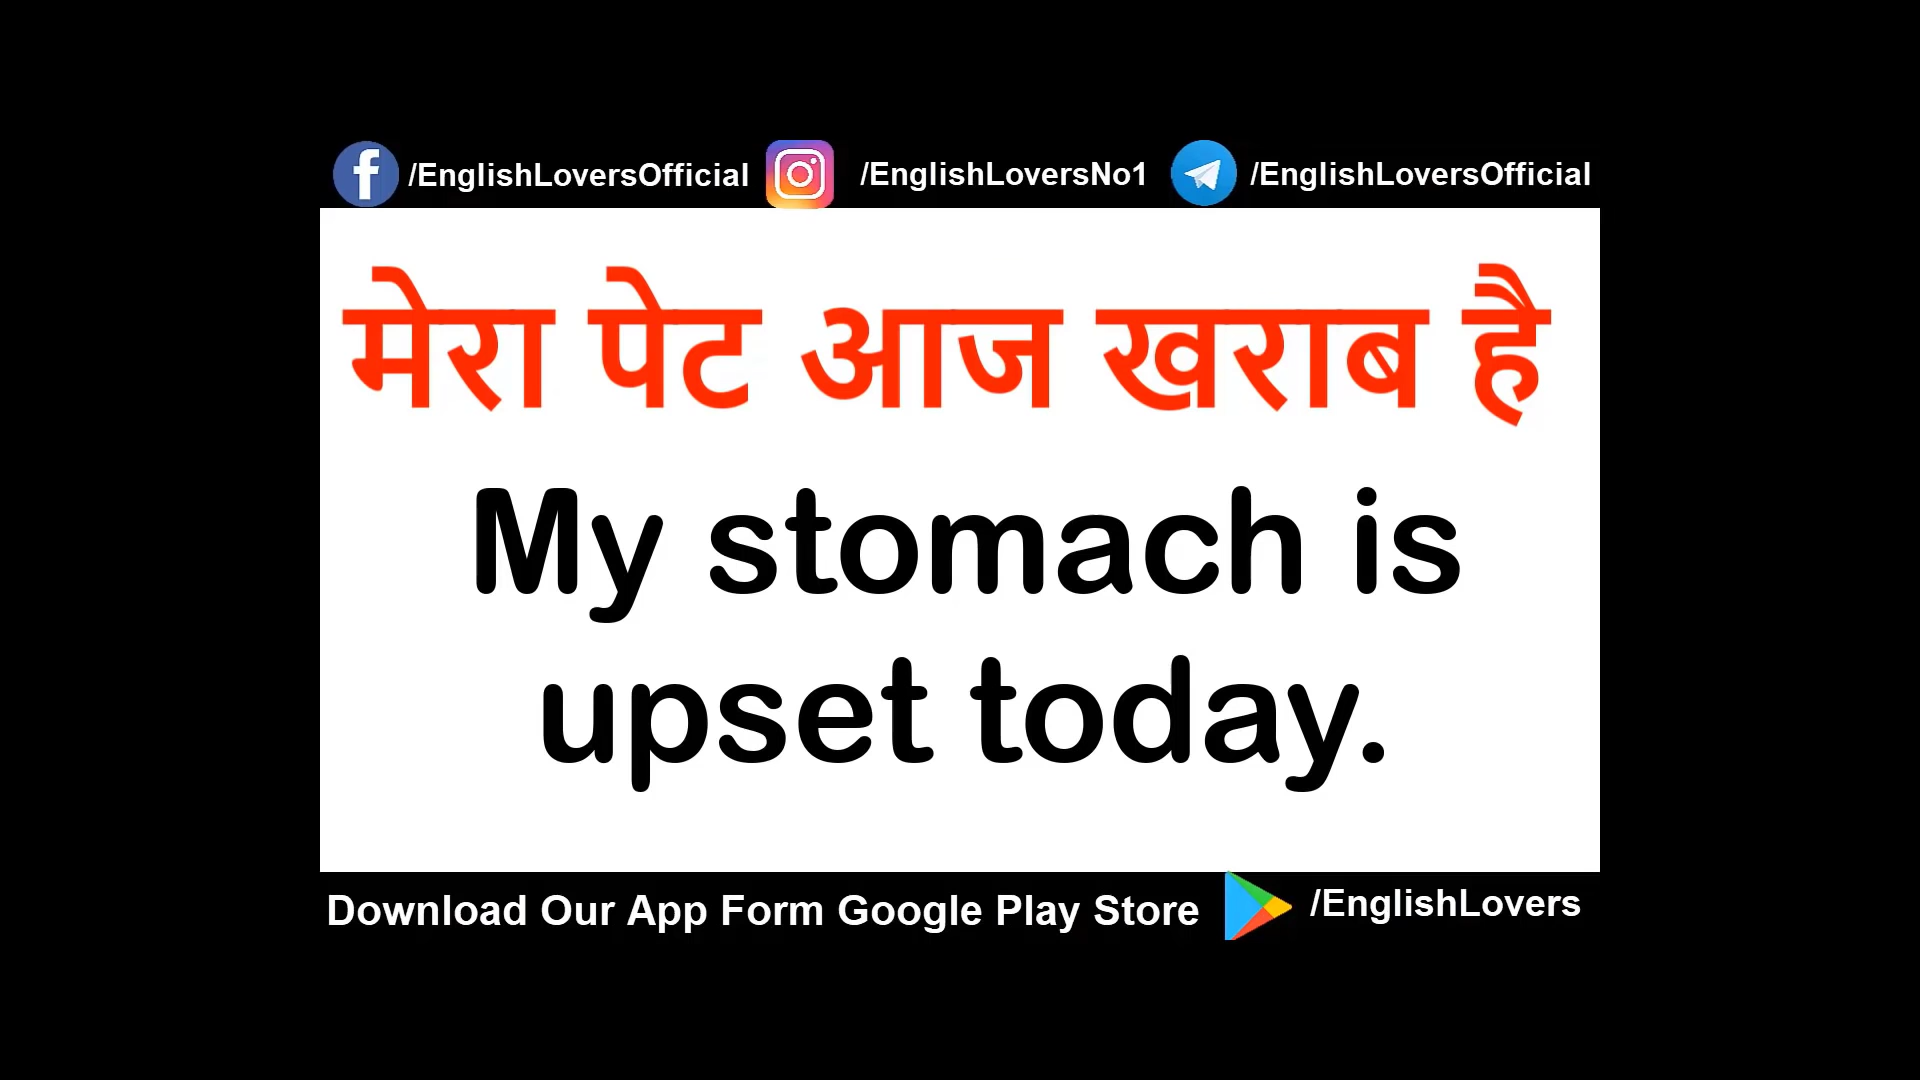 /EnglishLoversOfficial /EnglishLoversNo1 /EnglishLoversOfficial
मेरा पेट आज खराब है
My stomach is
upset today.
Download Our App Form Google Play Store /EnglishLovers